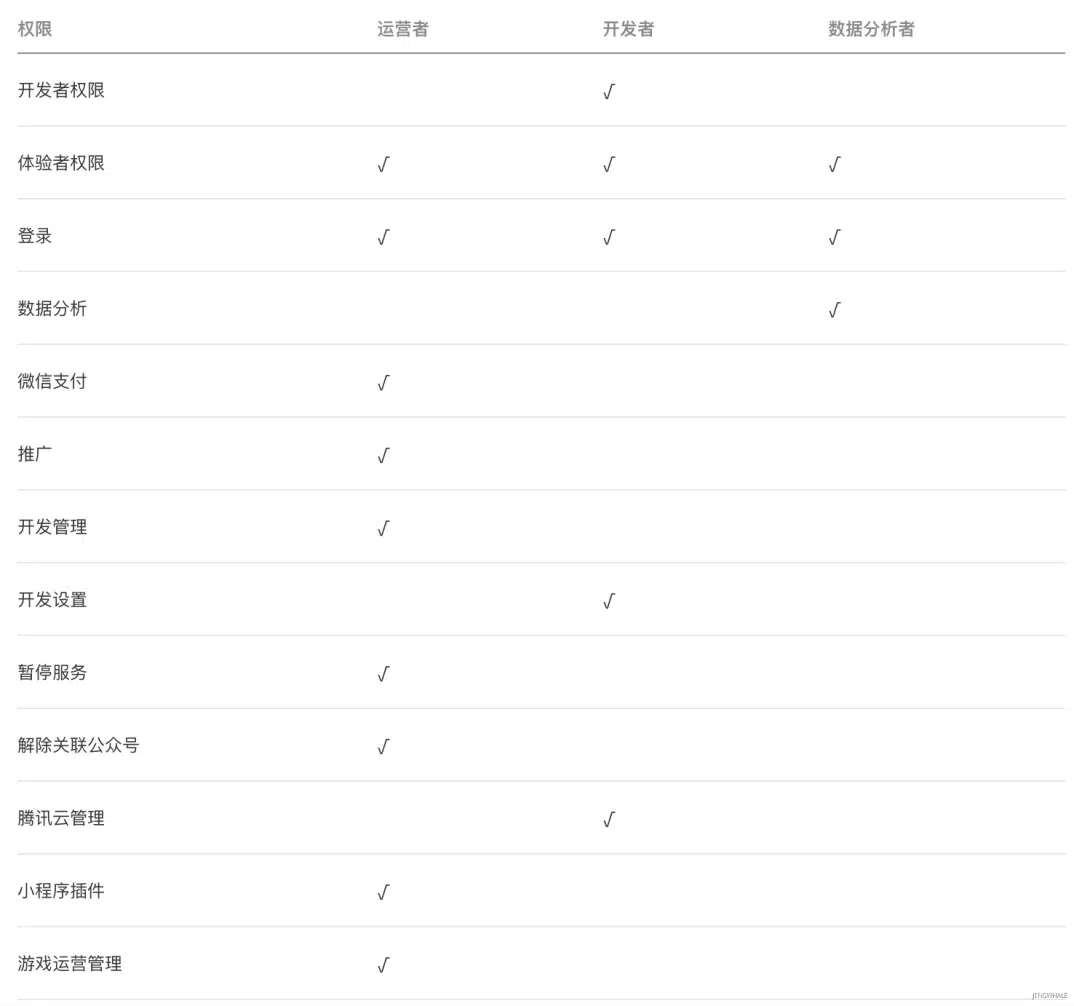 权限 运营者 开发者 数据分析者
开发者权限 √
体验者权限 √ √ √
登录 √ √ √
数据分析 √
微信支付 √
推广 √
开发管理 √
开发设置 √
暂停服务 √
解除关联公众号 √
腾讯云管理 √
小程序插件 √
游戏运营管理 √
JENGWHALE